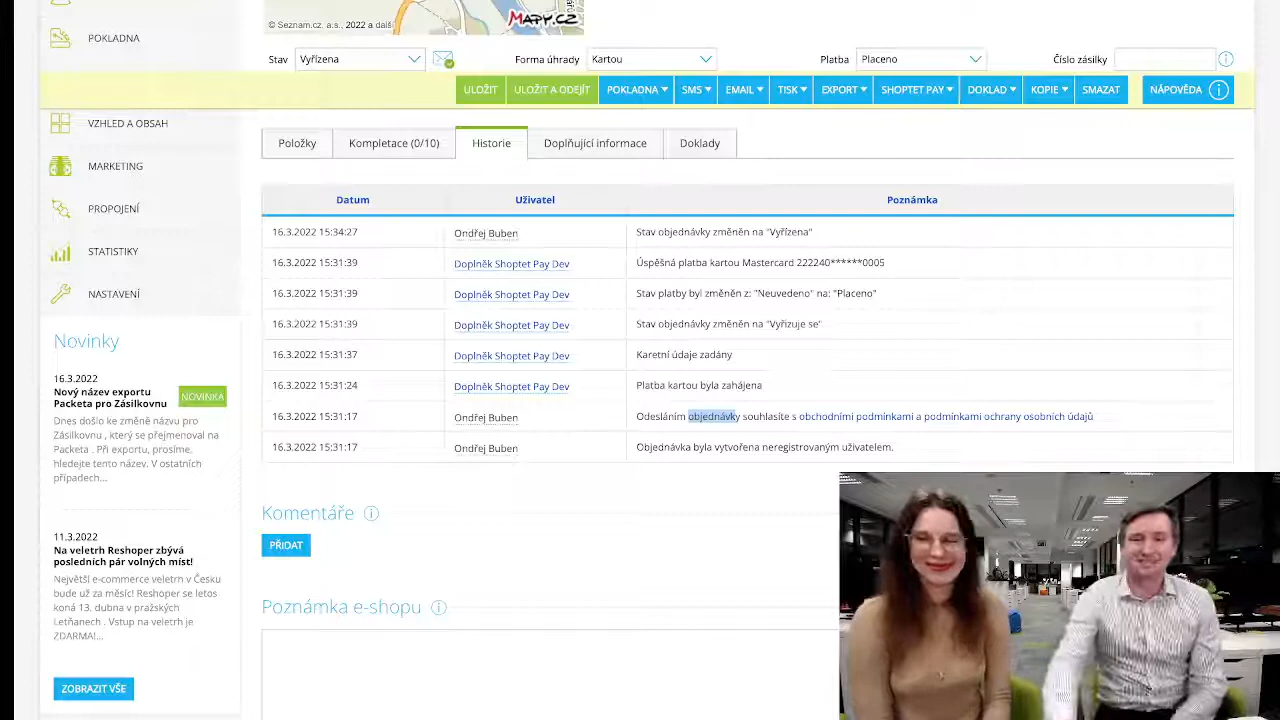 © Seznam.cz, a.s., 2022 a další
MAPY.CZ
POKLADNA
Stav Vyřízena Forma úhrady Kartou Platba Placeno Číslo zásilky
ULOŽIT ULOŽIT A ODEJÍT POKLADNA SMS EMAIL TISK EXPORT SHOPTET PAY DOKLAD KOPIE SMAZAT NÁPOVĚDA
VZHLED A OBSAH
MARKETING
PROPOJENÍ
STATISTIKY
NASTAVENÍ
Položky Kompletace (0/10) Historie Doplňující informace Doklady
Datum Uživatel Poznámka
16.3.2022 15:34:27 Ondřej Buben Stav objednávky změněn na "Vyřízena"
16.3.2022 15:31:39 Doplněk Shoptet Pay Dev Úspěšná platba kartou Mastercard 222240******0005
16.3.2022 15:31:39 Doplněk Shoptet Pay Dev Stav platby byl změněn z: "Neuvedeno" na: "Placeno"
16.3.2022 15:31:39 Doplněk Shoptet Pay Dev Stav objednávky změněn na "Vyřizuje se"
16.3.2022 15:31:37 Doplněk Shoptet Pay Dev Karetní údaje zadány
16.3.2022 15:31:24 Doplněk Shoptet Pay Dev Platba kartou byla zahájena
16.3.2022 15:31:17 Ondřej Buben Odesláním objednávky souhlasíte s obchodními podmínkami a podmínkami ochrany osobních údajů
16.3.2022 15:31:17 Ondřej Buben Objednávka byla vytvořena neregistrovaným uživatelem.
Novinky
16.3.2022
Nový název exportu
Packeta pro Zásilkovnu
NOVINKA
Dnes došlo ke změně názvu pro
Zásilkovnu , který se přejmenoval na
Packeta . Při exportu, prosíme,
hledejte tento název. V ostatních
případech...
11.3.2022
Na veletrh Reshoper zbývá
posledních pár volných míst!
Největší e-commerce veletrh v Česku
bude už za měsíc! Reshoper se letos
koná 13. dubna v pražských
Letňanech . Vstup na veletrh je
ZDARMA!...
ZOBRAZIT VŠE
Komentáře
PŘIDAT
Poznámka e-shopu